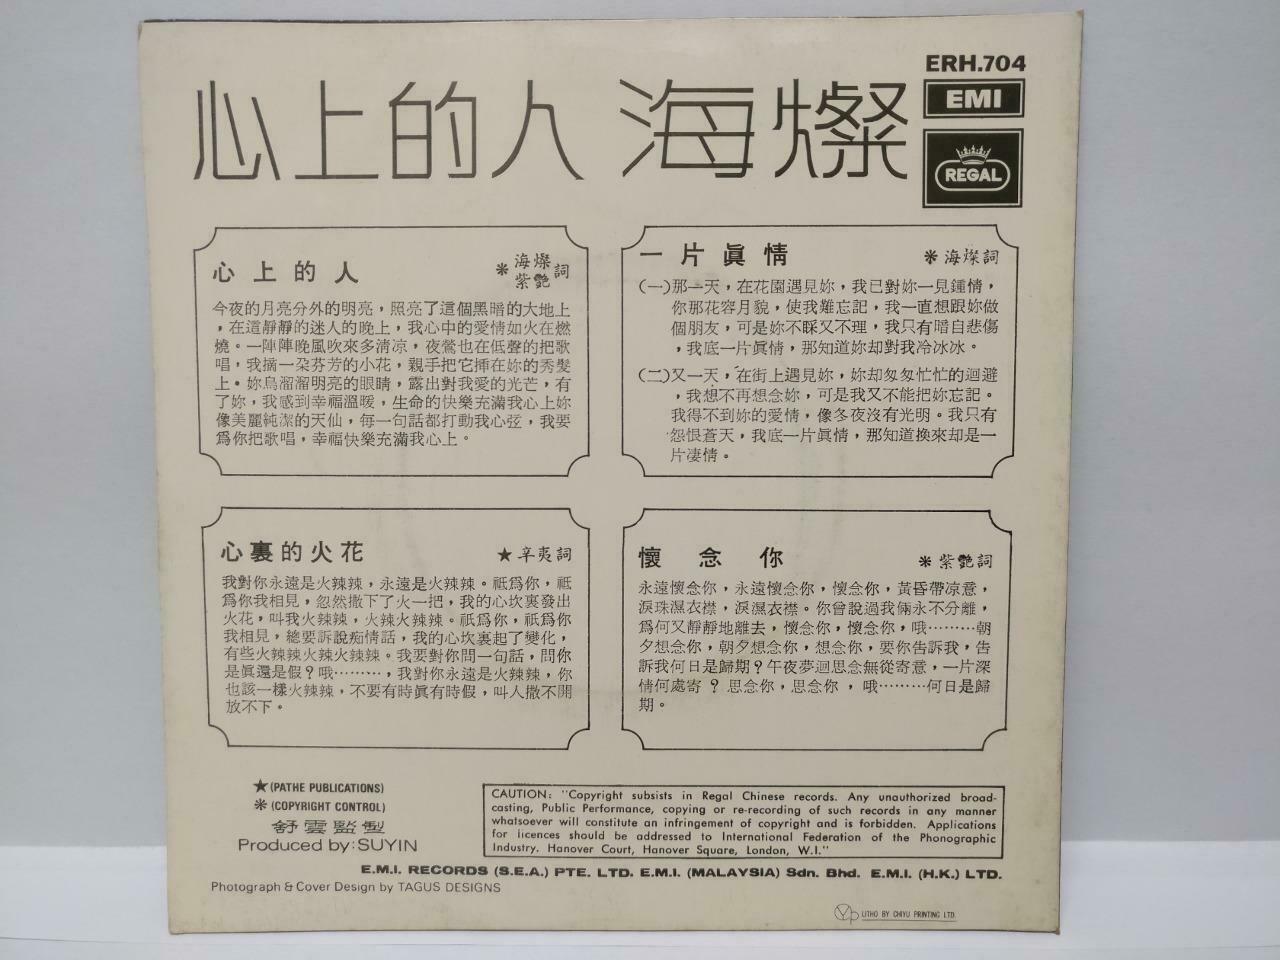 ERH.704
EMI
REGAL
心上的人 海燦
心上的人
＊海燦 紫艷 詞
今夜的月亮分外的明亮，照亮了這個黑暗的大地上
，在這靜靜的迷人的晚上，我心中的愛情如火在燃
燒。一陣陣晚風吹來多清涼，夜鶯也在低聲的把歌
唱，我摘一朶芬芳的小花，親手把它揷在妳的秀髮
上。妳烏溜溜明亮的眼睛，露出對我愛的光芒，有
了妳，我感到幸福溫暖，生命的快樂充滿我心上妳
像美麗純潔的天仙，每一句話都打動我心弦，我要
爲你把歌唱，幸福快樂充滿我心上。
一片眞情
＊海燦詞
(一)那一天，在花園遇見妳，我已對妳一見鍾情，
你那花容月貌，使我難忘記，我一直想跟妳做
個朋友，可是妳不睬又不理，我只有暗自悲傷
，我底一片眞情，那知道妳却對我冷冰冰。
(二)又一天，在街上遇見妳，妳却匆匆忙忙的迴避
，我想不再想念妳，可是我又不能把妳忘記。
我得不到妳的愛情，像冬夜沒有光明。我只有
怨恨蒼天，我底一片眞情，那知道換來却是一
片凄情。
心裏的火花
★辛夷詞
我對你永遠是火辣辣，永遠是火辣辣。祇爲你，祇
爲你我相見，忽然撒下了火一把，我的心坎裏發出
火花，叫我火辣辣，火辣火辣辣。祇爲你，祇爲你
我相見，總要訴說痴情話，我的心坎裏起了變化，
有些火辣辣火辣火辣辣。我要對你問一句話，問你
是眞還是假？哦………，我對你永遠是火辣辣，你
也該一樣火辣辣，不要有時眞有時假，叫人撒不開
放不下。
懷念你
＊紫艷詞
永遠懷念你，永遠懷念你，懷念你，黃昏帶凉意，
淚珠濕衣襟，淚濕衣襟。你曾說過我倆永不分離，
爲何又靜靜地離去，懷念你，懷念你，哦………朝
夕想念你，朝夕想念你，想念你，要你告訴我，告
訴我何日是歸期？午夜夢迴思念無從寄意，一片深
情何處寄？思念你，思念你，哦………何日是歸
期。
★(PATHE PUBLICATIONS)
＊(COPYRIGHT CONTROL)
舒雲監製
Produced by:SUYIN
CAUTION: "Copyright subsists in Regal Chinese records. Any unauthorized broad-
casting, Public Performance, copying or re-recording of such records in any manner
whatsoever will constitute an infringement of copyright and is forbidden. Applications
for licences should be addressed to International Federation of the Phonographic
Industry. Hanover Court, Hanover Square, London, W.I."
E.M.I. RECORDS (S.E.A.) PTE. LTD. E.M.I. (MALAYSIA) Sdn. Bhd. E.M.I. (H.K.) LTD.
Photograph & Cover Design by TAGUS DESIGNS
Yp LITHO BY CHIYU PRINTING LTD.